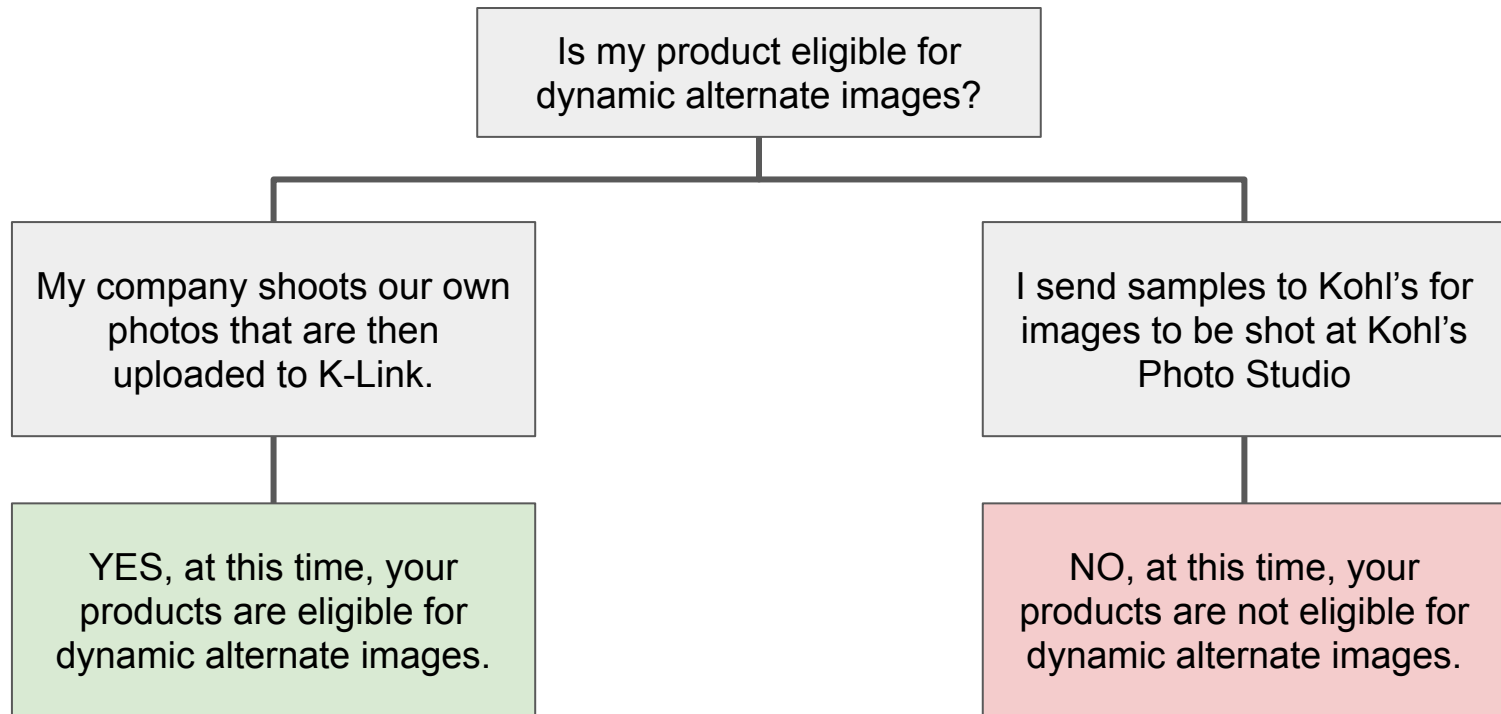 Is my product eligible for
dynamic alternate images?
My company shoots our own
photos that are then
uploaded to K-Link.
I send samples to Kohl’s for
images to be shot at Kohl’s
Photo Studio
YES, at this time, your
products are eligible for
dynamic alternate images.
NO, at this time, your
products are not eligible for
dynamic alternate images.